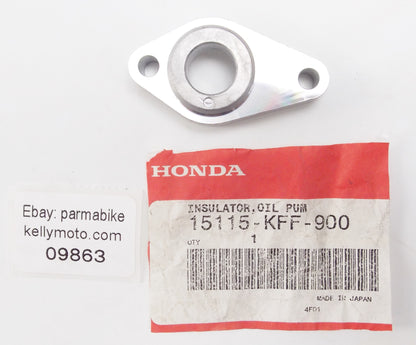 HONDA
INSULATOR,OIL PUM
15115-KFF-900
QTY 1
MADE IN JAPAN
4F01
Ebay: parmabike
kellymoto.com
09863